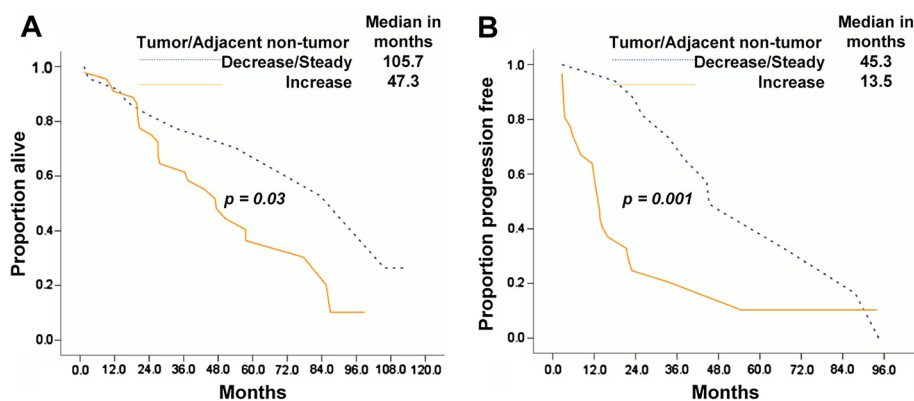 A
Median in
months
Tumor/Adjacent non-tumor
Decrease/Steady 105.7
Increase 47.3
1.0
0.8
0.6
0.4
0.2
0.0
Proportion alive
p = 0.03
0.0 12.0 24.0 36.0 48.0 60.0 72.0 84.0 96.0 108.0 120.0
Months
B
Median in
months
Tumor/Adjacent non-tumor
Decrease/Steady 45.3
Increase 13.5
1.0
0.8
0.6
0.4
0.2
0.0
Proportion progression free
p = 0.001
0.0 12.0 24.0 36.0 48.0 60.0 72.0 84.0 96.0
Months